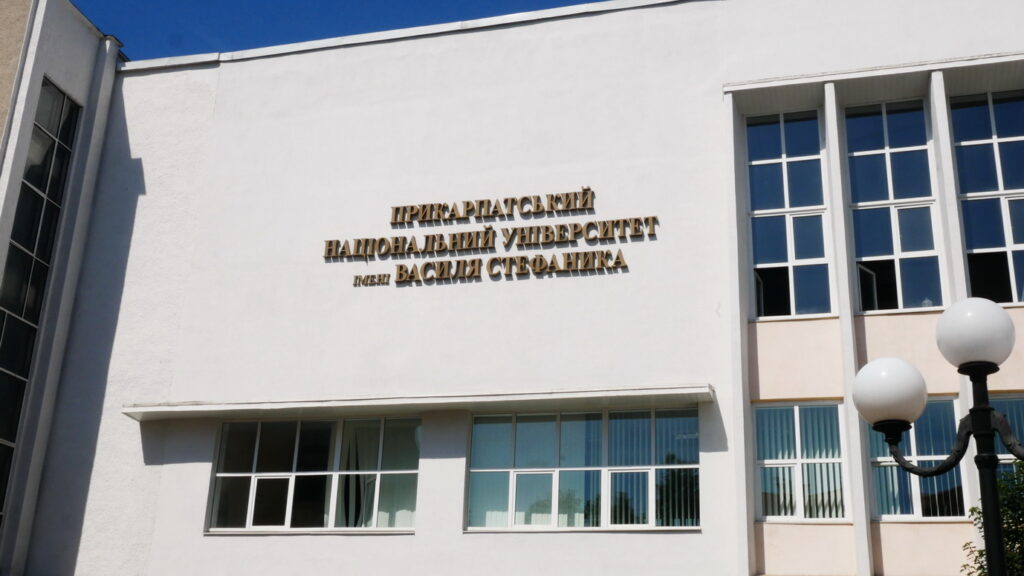 ПРИКАРПАТСЬКИЙ
НАЦІОНАЛЬНИЙ УНІВЕРСИТЕТ
ІМЕНІ ВАСИЛЯ СТЕФАНИКА